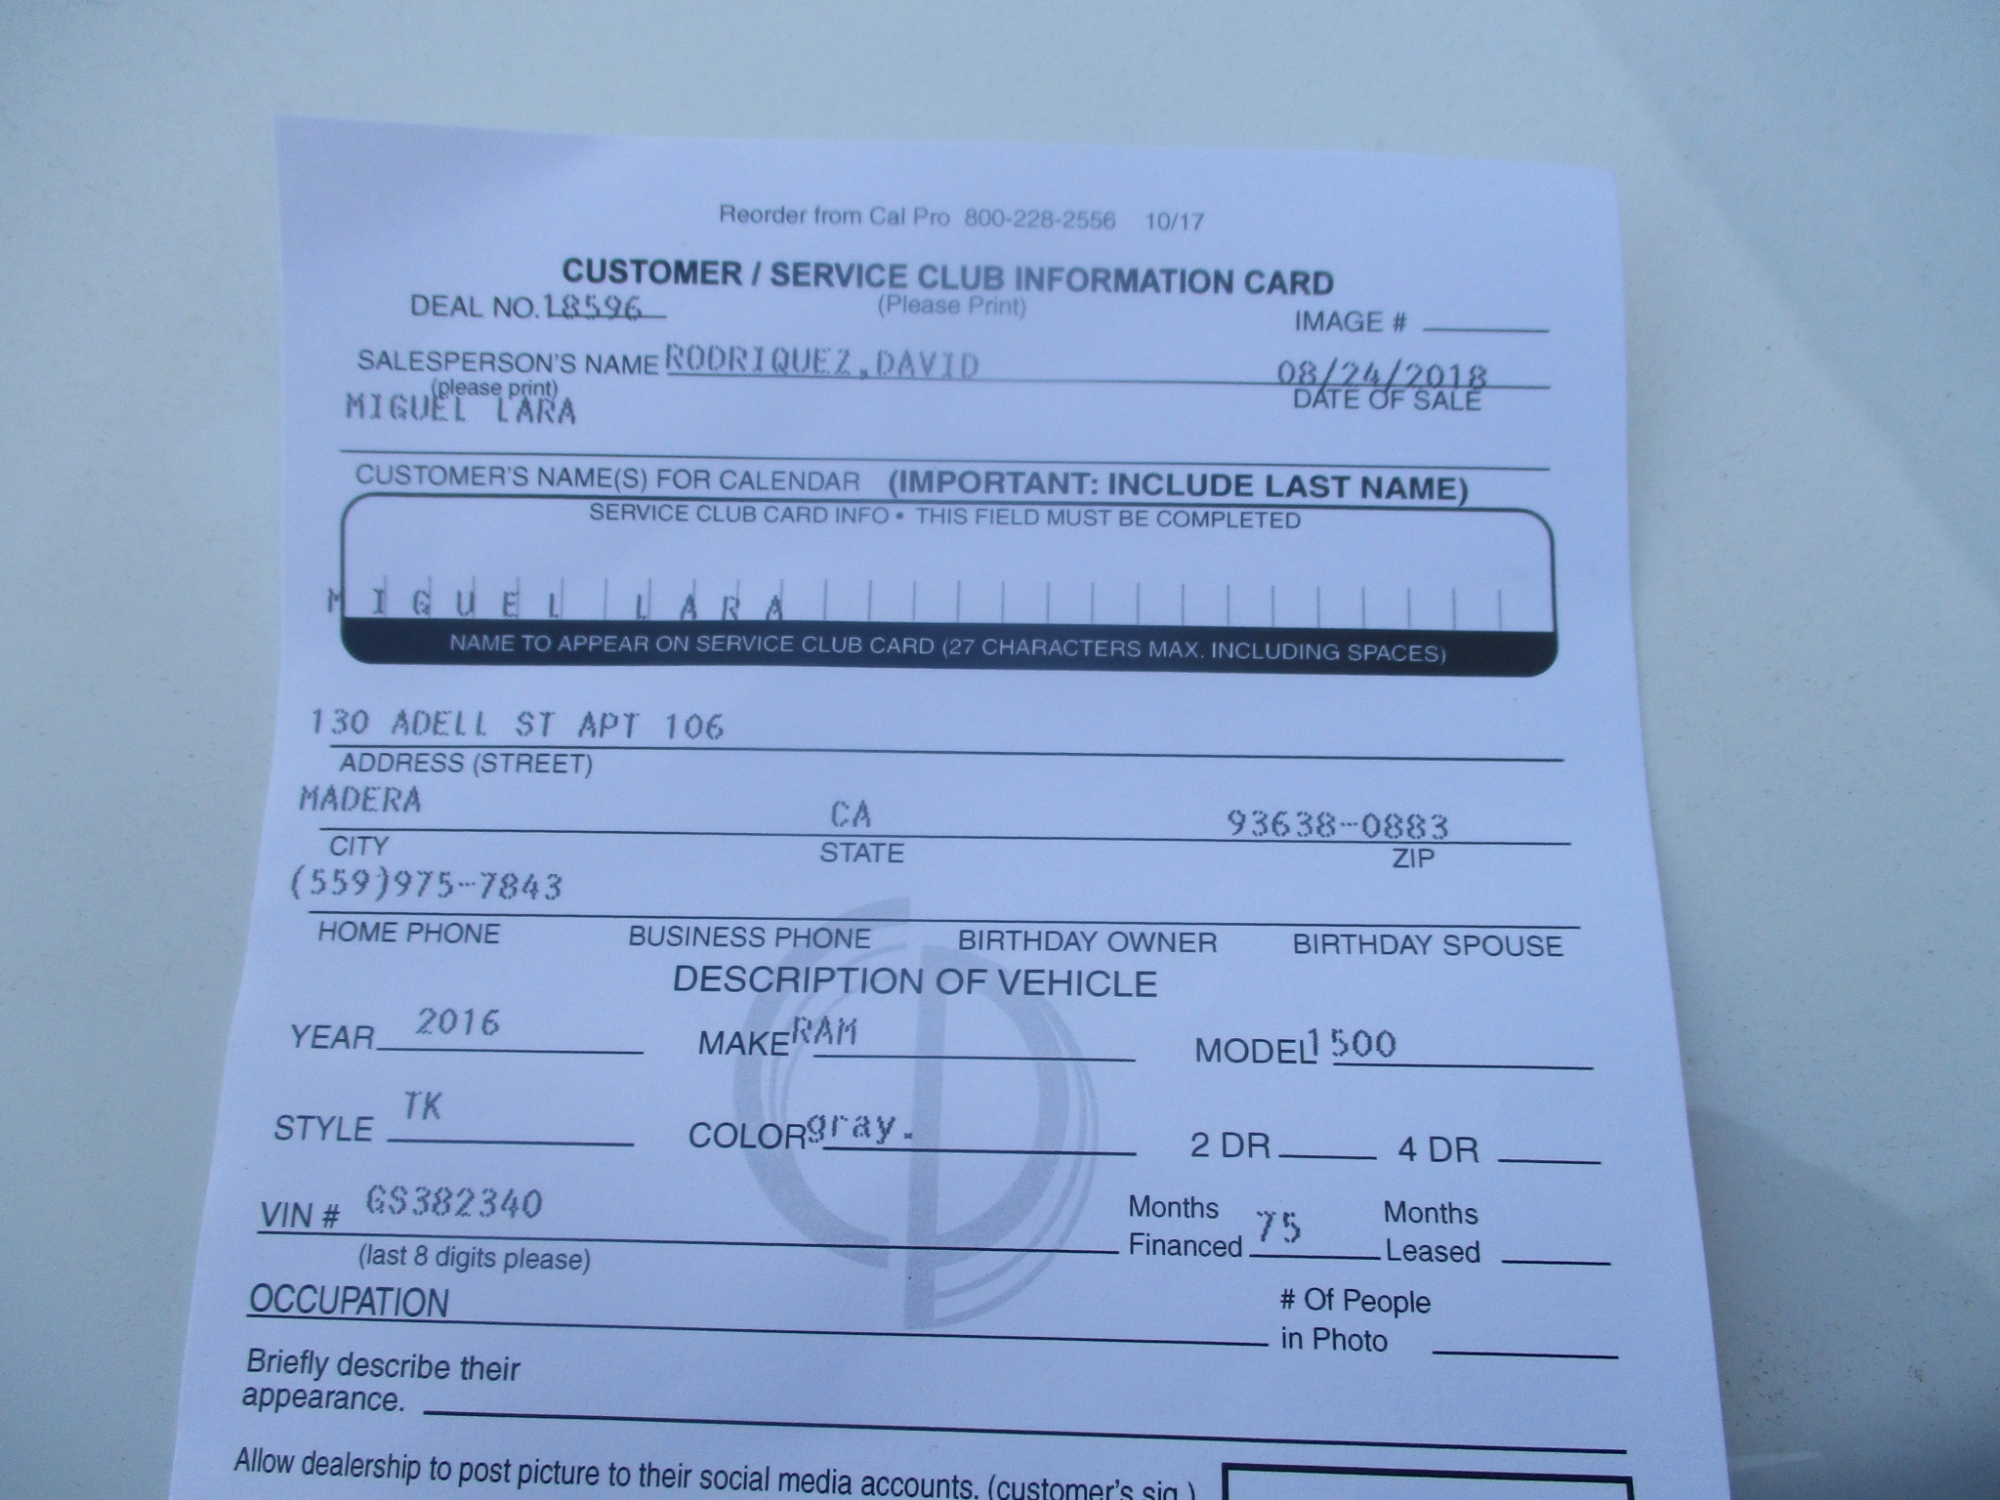 Reorder from Cal Pro 800-228-2556 10/17
CUSTOMER / SERVICE CLUB INFORMATION CARD
DEAL NO. 18596 (Please Print) IMAGE #
SALESPERSON'S NAME RODRIQUEZ,DAVID 08/24/2018
(please print) DATE OF SALE
MIGUEL LARA
CUSTOMER'S NAME(S) FOR CALENDAR (IMPORTANT: INCLUDE LAST NAME)
SERVICE CLUB CARD INFO • THIS FIELD MUST BE COMPLETED
MIGUEL LARA
NAME TO APPEAR ON SERVICE CLUB CARD (27 CHARACTERS MAX. INCLUDING SPACES)
130 ADELL ST APT 106
ADDRESS (STREET)
MADERA CA 93638-0883
CITY STATE ZIP
(559)975-7843
HOME PHONE BUSINESS PHONE BIRTHDAY OWNER BIRTHDAY SPOUSE
DESCRIPTION OF VEHICLE
YEAR 2016 MAKE RAM MODEL 1500
STYLE TK COLOR gray. 2 DR 4 DR
VIN # GS382340 Months Financed 75 Months Leased
(last 8 digits please)
OCCUPATION # Of People in Photo
Briefly describe their
appearance.
Allow dealership to post picture to their social media accounts. (customer's sig.)